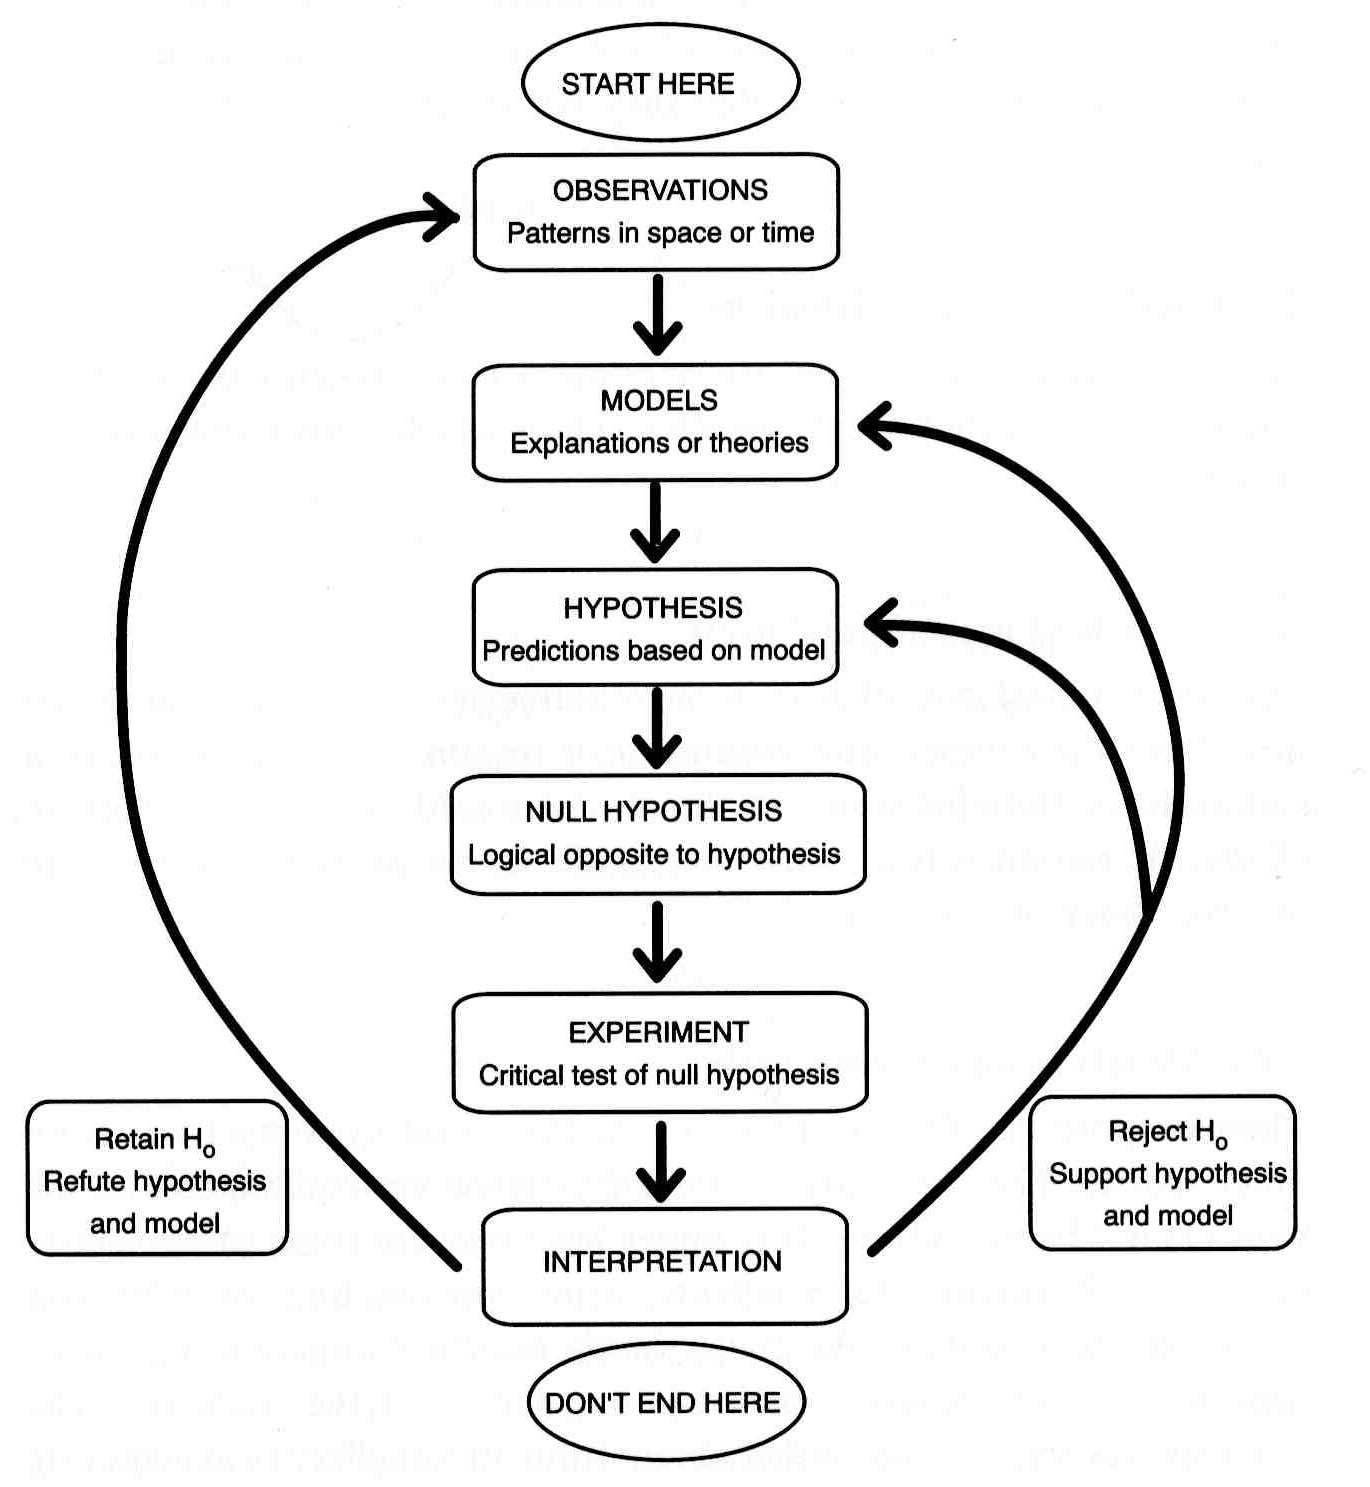 START HERE
OBSERVATIONS
Patterns in space or time
MODELS
Explanations or theories
HYPOTHESIS
Predictions based on model
NULL HYPOTHESIS
Logical opposite to hypothesis
EXPERIMENT
Critical test of null hypothesis
Retain Ho
Refute hypothesis
and model
Reject Ho
Support hypothesis
and model
INTERPRETATION
DON'T END HERE